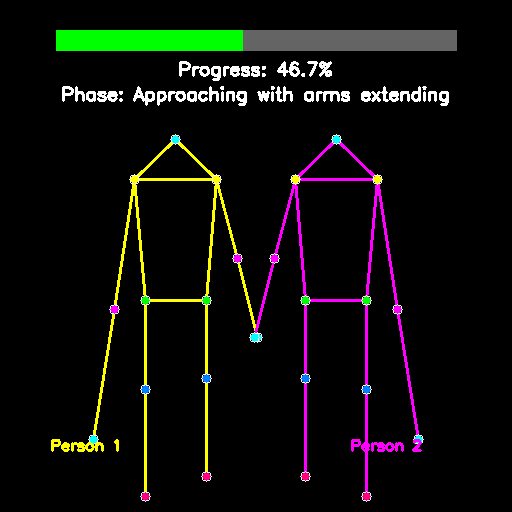 Progress: 46.7%
Phase: Approaching with arms extending
Person 1
Person 2